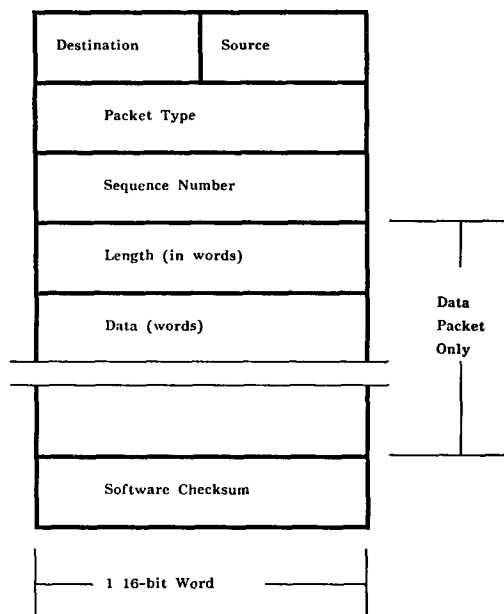 Destination Source
Packet Type
Sequence Number
Length (in words)
Data (words)
Data
Packet
Only
Software Checksum
1 16-bit Word